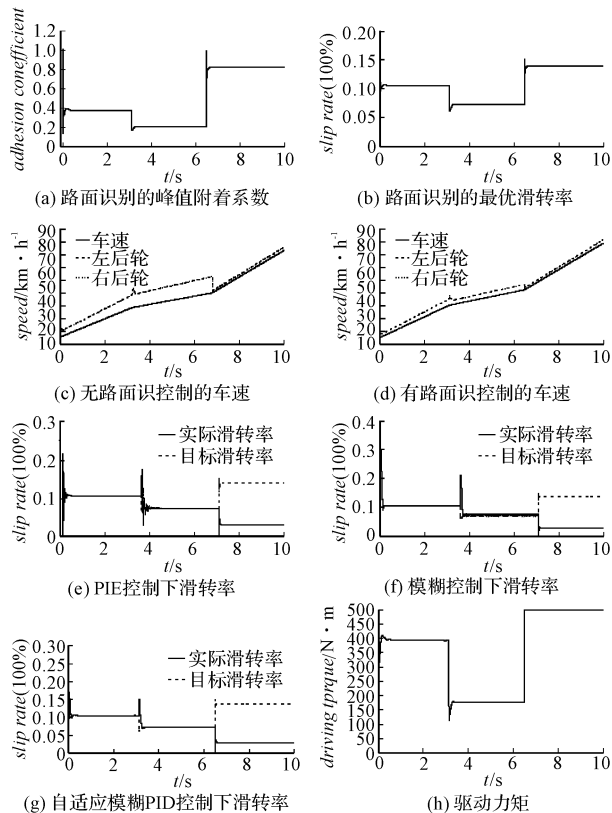 adhesion conefficient
1.2
1.0
0.8
0.6
0.4
0.2
0
0 2 4 6 8 10
t/s
(a) 路面识别的峰值附着系数
slip rate(100%)
0.20
0.15
0.10
0.05
0
0 2 4 6 8 10
t/s
(b) 路面识别的最优滑转率
speed/km·h⁻¹
90
80
70
60
50
40
30
20
10
车速
左后轮
右后轮
0 2 4 6 8 10
t/s
(c) 无路面识控制的车速
speed/km·h⁻¹
90
80
70
60
50
40
30
20
10
车速
左后轮
右后轮
0 2 4 6 8 10
t/s
(d) 有路面识控制的车速
slip rate(100%)
0.3
0.2
0.1
0
实际滑转率
目标滑转率
0 2 4 6 8 10
t/s
(e) PIE控制下滑转率
slip rate(100%)
0.4
0.3
0.2
0.1
0
实际滑转率
目标滑转率
0 2 4 6 8 10
t/s
(f) 模糊控制下滑转率
slip rate(100%)
0.30
0.25
0.20
0.15
0.10
0.05
0
实际滑转率
目标滑转率
0 2 4 6 8 10
t/s
(g) 自适应模糊PID控制下滑转率
driving tprque/N·m
500
450
400
350
300
250
200
150
100
50
0
0 2 4 6 8 10
t/s
(h) 驱动力矩